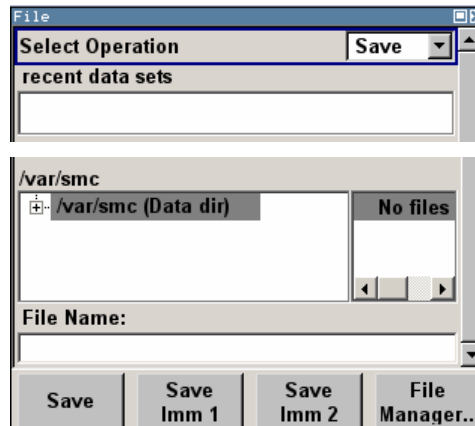 File
Select Operation Save
recent data sets
/var/smc
/var/smc (Data dir) No files
File Name:
Save Save Imm 1 Save Imm 2 File Manager..